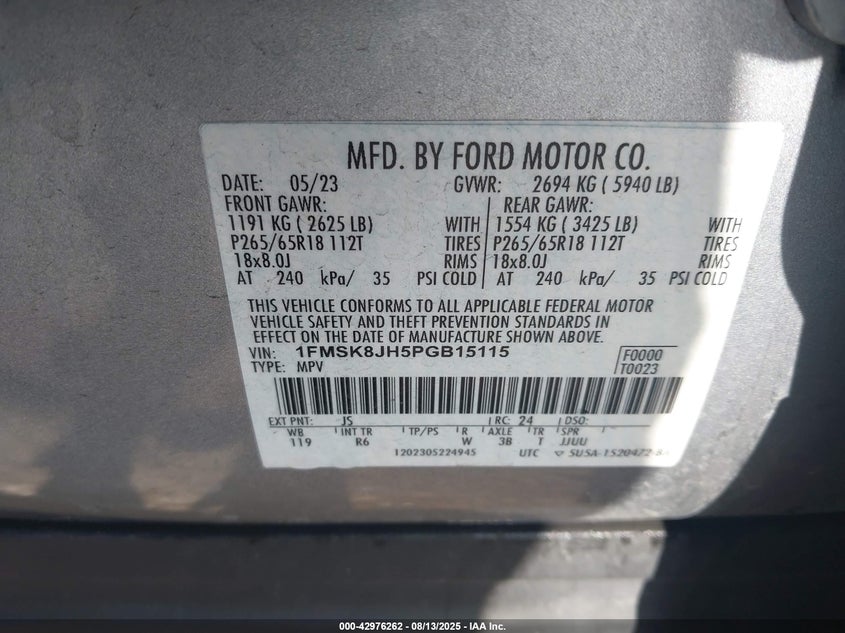 MFD. BY FORD MOTOR CO.
DATE: 05/23 GVWR: 2694 KG ( 5940 LB)
FRONT GAWR: REAR GAWR:
1191 KG ( 2625 LB) WITH 1554 KG ( 3425 LB) WITH
P265/65R18 112T TIRES P265/65R18 112T TIRES
18x8.0J RIMS 18x8.0J RIMS
AT 240 kPa/ 35 PSI COLD AT 240 kPa/ 35 PSI COLD
THIS VEHICLE CONFORMS TO ALL APPLICABLE FEDERAL MOTOR
VEHICLE SAFETY AND THEFT PREVENTION STANDARDS IN
EFFECT ON THE DATE OF MANUFACTURE SHOWN ABOVE.
VIN: 1FMSK8JH5PGB15115 F0000
TYPE: MPV T0023
EXT PNT: JS RC: 24 DSO:
WB INT TR TP/PS R AXLE TR SPR
119 R6 W 3B T JJUU
1202305224945 UTC
000-42976262 - 08/13/2025 - IAAI.com